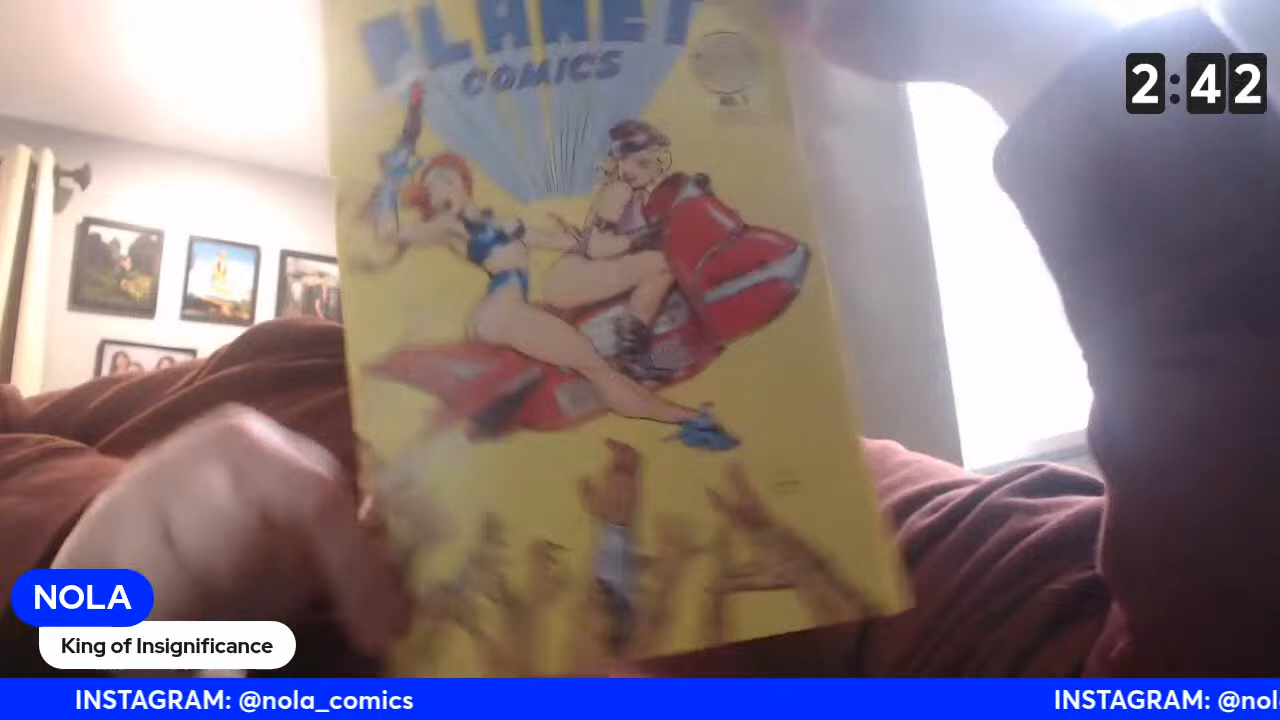 PLANET
COMICS
2:42
NOLA
King of Insignificance
INSTAGRAM: @nola_comics
INSTAGRAM: @nol